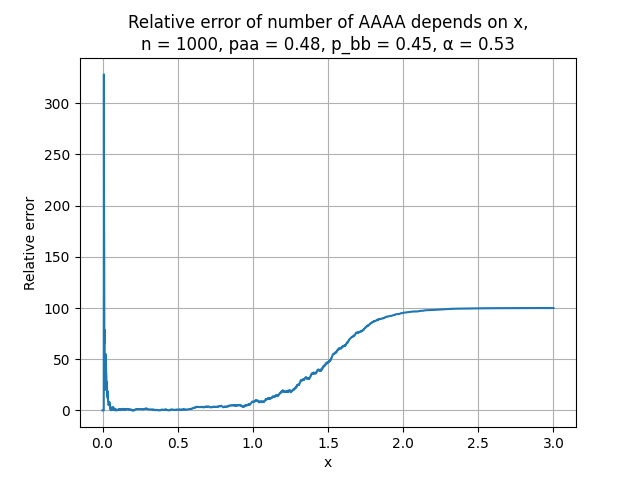 Relative error of number of AAAA depends on x,
n = 1000, paa = 0.48, p_bb = 0.45, α = 0.53
Relative error
300
250
200
150
100
50
0
0.0 0.5 1.0 1.5 2.0 2.5 3.0
x